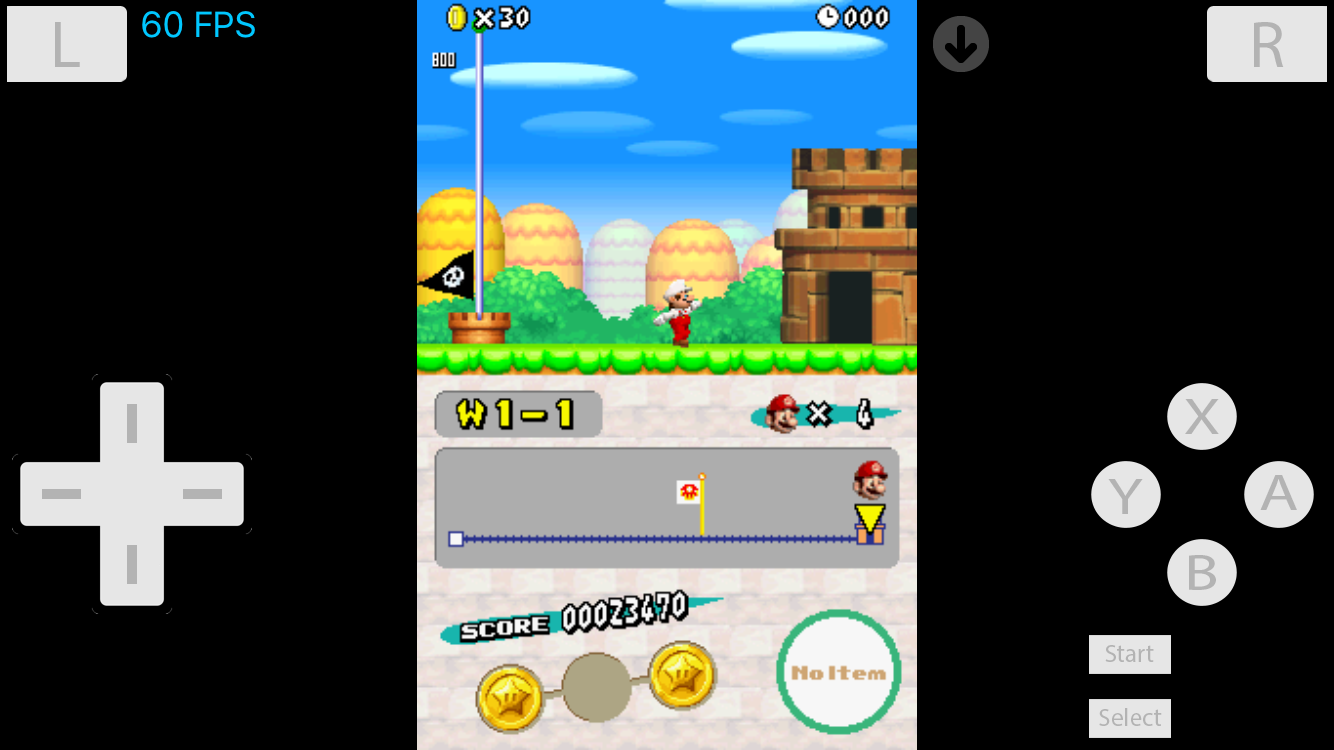 L
60 FPS
×30
000
R
800
W1-1
× 4
X
Y
A
B
SCORE 00023470
No Item
Start
Select